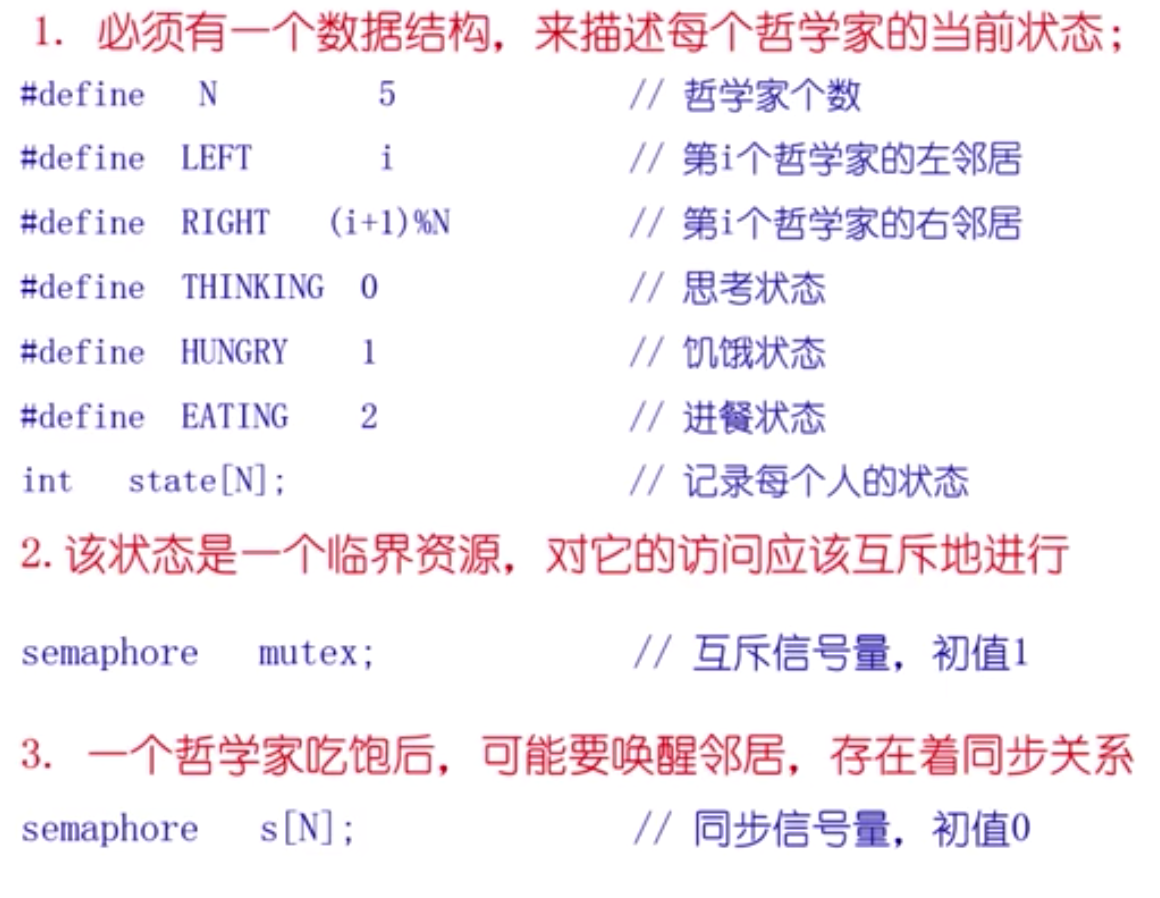 1. 必须有一个数据结构，来描述每个哲学家的当前状态；
#define N 5 // 哲学家个数
#define LEFT i // 第i个哲学家的左邻居
#define RIGHT (i+1)%N // 第i个哲学家的右邻居
#define THINKING 0 // 思考状态
#define HUNGRY 1 // 饥饿状态
#define EATING 2 // 进餐状态
int state[N]; // 记录每个人的状态
2. 该状态是一个临界资源，对它的访问应该互斥地进行
semaphore mutex; // 互斥信号量，初值1
3. 一个哲学家吃饱后，可能要唤醒邻居，存在着同步关系
semaphore s[N]; // 同步信号量，初值0